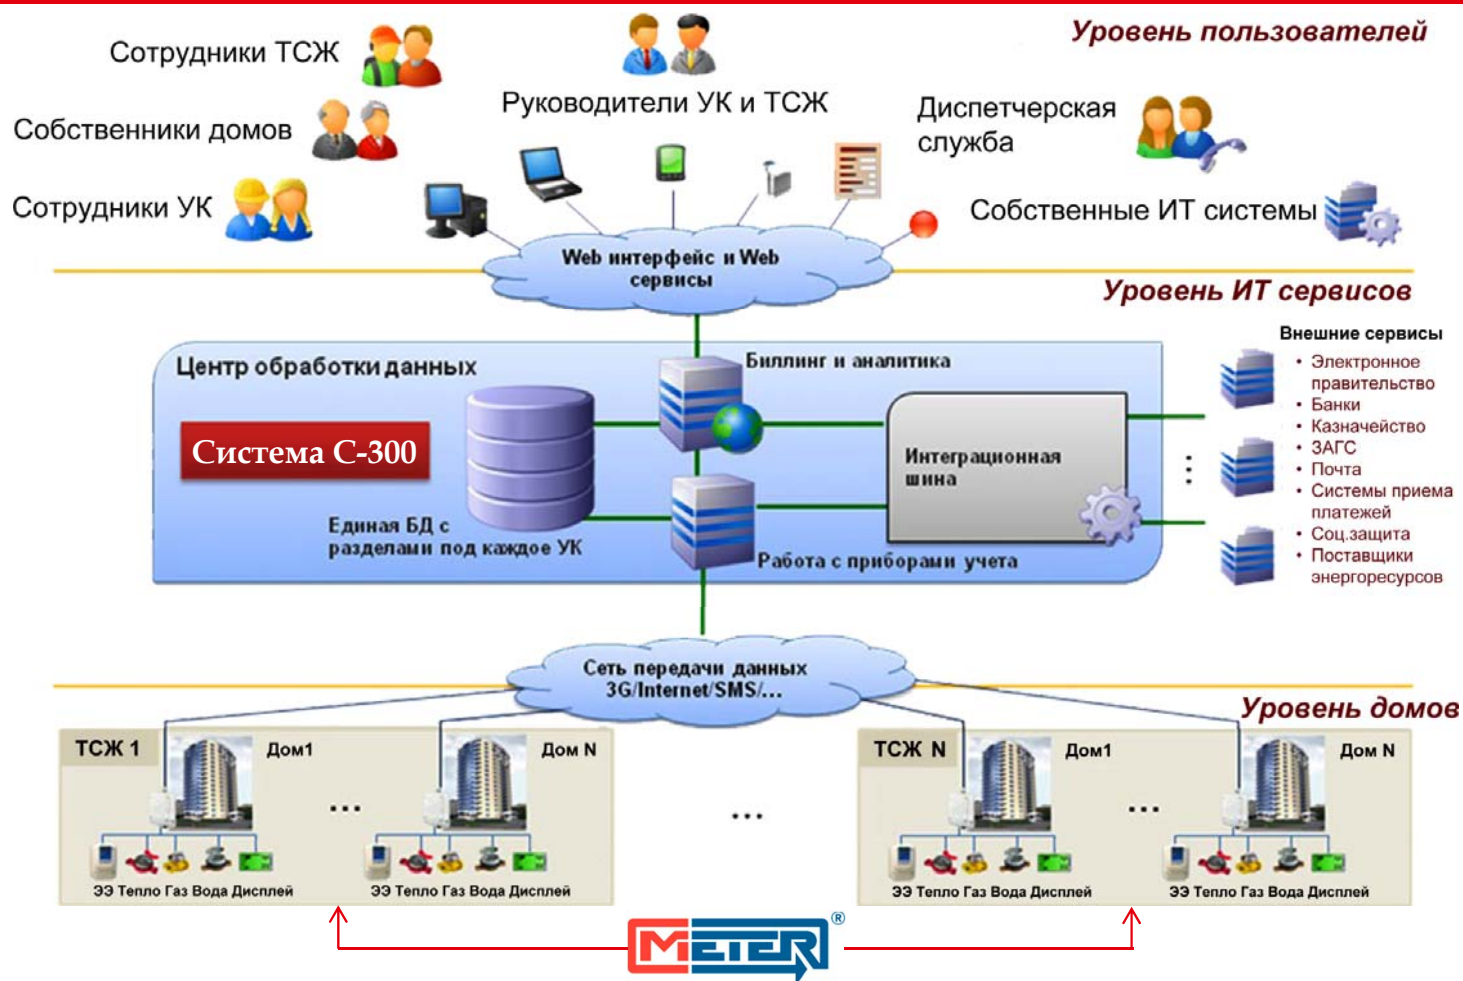 Уровень пользователей
Сотрудники ТСЖ
Руководители УК и ТСЖ
Собственники домов
Диспетчерская
служба
Сотрудники УК
Собственные ИТ системы
Web интерфейс и Web
сервисы
Уровень ИТ сервисов
Внешние сервисы
• Электронное
правительство
• Банки
• Казначейство
• ЗАГС
• Почта
• Системы приема
платежей
• Соц.защита
• Поставщики
энергоресурсов
Центр обработки данных
Биллинг и аналитика
Система С-300
Интеграционная
шина
Единая БД с
разделами под каждое УК
Работа с приборами учета
Сеть передачи данных
3G/Internet/SMS/...
Уровень домов
ТСЖ 1
Дом1
...
Дом N
...
ТСЖ N
Дом1
...
Дом N
ЭЭ Тепло Газ Вода Дисплей
ЭЭ Тепло Газ Вода Дисплей
ЭЭ Тепло Газ Вода Дисплей
ЭЭ Тепло Газ Вода Дисплей
METER®